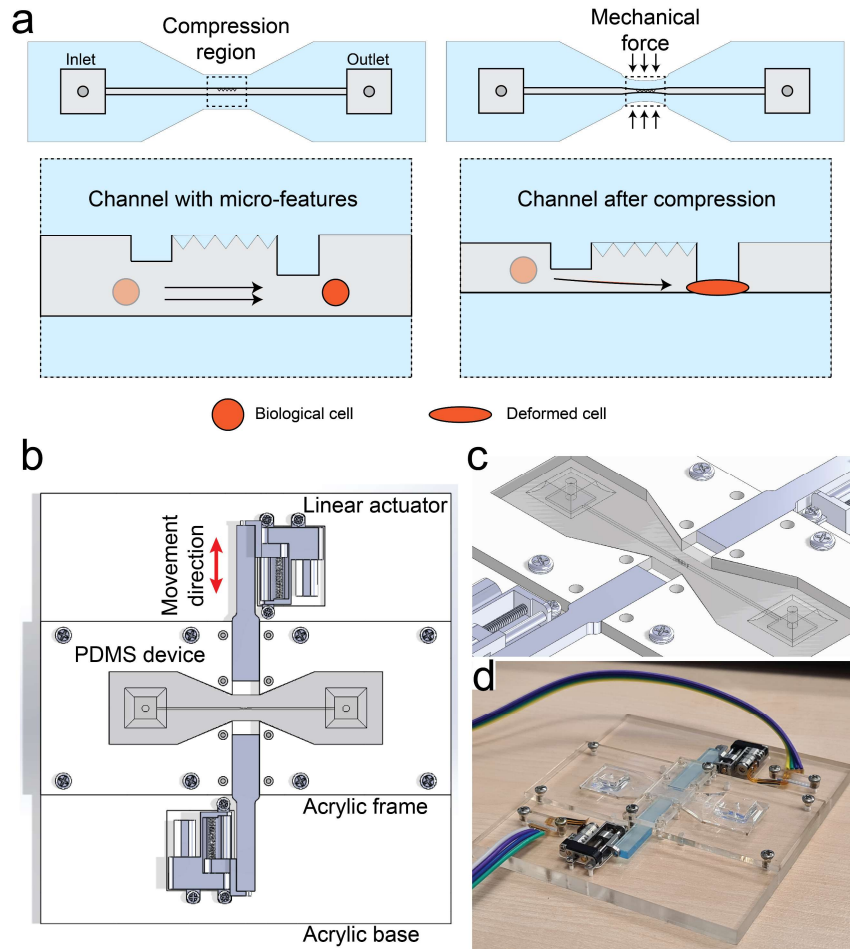 a
Compression
region
Inlet
Outlet
Mechanical
force
Channel with micro-features
Channel after compression
Biological cell
Deformed cell
b
Linear actuator
Movement
direction
PDMS device
Acrylic frame
Acrylic base
c
d